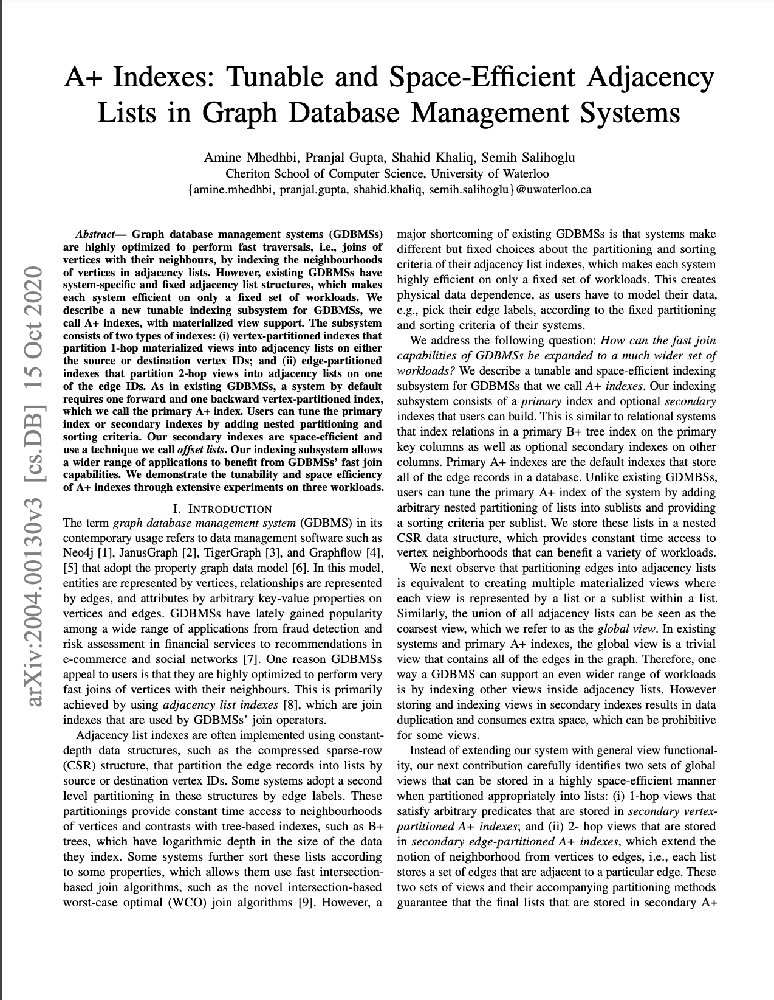 A+ Indexes: Tunable and Space-Efficient Adjacency
Lists in Graph Database Management Systems
Amine Mhedhbi, Pranjal Gupta, Shahid Khaliq, Semih Salihoglu
Cheriton School of Computer Science, University of Waterloo
{amine.mhedhbi, pranjal.gupta, shahid.khaliq, semih.salihoglu}@uwaterloo.ca
arXiv:2004.00130v3 [cs.DB] 15 Oct 2020
Abstract— Graph database management systems (GDBMSs)
are highly optimized to perform fast traversals, i.e., joins of
vertices with their neighbours, by indexing the neighbourhoods
of vertices in adjacency lists. However, existing GDBMSs have
system-specific and fixed adjacency list structures, which makes
each system efficient on only a fixed set of workloads. We
describe a new tunable indexing subsystem for GDBMSs, we
call A+ indexes, with materialized view support. The subsystem
consists of two types of indexes: (i) vertex-partitioned indexes that
partition 1-hop materialized views into adjacency lists on either
the source or destination vertex IDs; and (ii) edge-partitioned
indexes that partition 2-hop views into adjacency lists on one
of the edge IDs. As in existing GDBMSs, a system by default
requires one forward and one backward vertex-partitioned index,
which we call the primary A+ index. Users can tune the primary
index or secondary indexes by adding nested partitioning and
sorting criteria. Our secondary indexes are space-efficient and
use a technique we call offset lists. Our indexing subsystem allows
a wider range of applications to benefit from GDBMSs' fast join
capabilities. We demonstrate the tunability and space efficiency
of A+ indexes through extensive experiments on three workloads.
I. INTRODUCTION
The term graph database management system (GDBMS) in its
contemporary usage refers to data management software such as
Neo4j [1], JanusGraph [2], TigerGraph [3], and Graphflow [4],
[5] that adopt the property graph data model [6]. In this model,
entities are represented by vertices, relationships are represented
by edges, and attributes by arbitrary key-value properties on
vertices and edges. GDBMSs have lately gained popularity
among a wide range of applications from fraud detection and
risk assessment in financial services to recommendations in
e-commerce and social networks [7]. One reason GDBMSs
appeal to users is that they are highly optimized to perform very
fast joins of vertices with their neighbours. This is primarily
achieved by using adjacency list indexes [8], which are join
indexes that are used by GDBMSs' join operators.
Adjacency list indexes are often implemented using constant-
depth data structures, such as the compressed sparse-row
(CSR) structure, that partition the edge records into lists by
source or destination vertex IDs. Some systems adopt a second
level partitioning in these structures by edge labels. These
partitionings provide constant time access to neighbourhoods
of vertices and contrasts with tree-based indexes, such as B+
trees, which have logarithmic depth in the size of the data
they index. Some systems further sort these lists according
to some properties, which allows them use fast intersection-
based join algorithms, such as the novel intersection-based
worst-case optimal (WCO) join algorithms [9]. However, a
major shortcoming of existing GDBMSs is that systems make
different but fixed choices about the partitioning and sorting
criteria of their adjacency list indexes, which makes each system
highly efficient on only a fixed set of workloads. This creates
physical data dependence, as users have to model their data,
e.g., pick their edge labels, according to the fixed partitioning
and sorting criteria of their systems.
We address the following question: How can the fast join
capabilities of GDBMSs be expanded to a much wider set of
workloads? We describe a tunable and space-efficient indexing
subsystem for GDBMSs that we call A+ indexes. Our indexing
subsystem consists of a primary index and optional secondary
indexes that users can build. This is similar to relational systems
that index relations in a primary B+ tree index on the primary
key columns as well as optional secondary indexes on other
columns. Primary A+ indexes are the default indexes that store
all of the edge records in a database. Unlike existing GDMBSs,
users can tune the primary A+ index of the system by adding
arbitrary nested partitioning of lists into sublists and providing
a sorting criteria per sublist. We store these lists in a nested
CSR data structure, which provides constant time access to
vertex neighborhoods that can benefit a variety of workloads.
We next observe that partitioning edges into adjacency lists
is equivalent to creating multiple materialized views where
each view is represented by a list or a sublist within a list.
Similarly, the union of all adjacency lists can be seen as the
coarsest view, which we refer to as the global view. In existing
systems and primary A+ indexes, the global view is a trivial
view that contains all of the edges in the graph. Therefore, one
way a GDBMS can support an even wider range of workloads
is by indexing other views inside adjacency lists. However
storing and indexing views in secondary indexes results in data
duplication and consumes extra space, which can be prohibitive
for some views.
Instead of extending our system with general view functional-
ity, our next contribution carefully identifies two sets of global
views that can be stored in a highly space-efficient manner
when partitioned appropriately into lists: (i) 1-hop views that
satisfy arbitrary predicates that are stored in secondary vertex-
partitioned A+ indexes; and (ii) 2- hop views that are stored
in secondary edge-partitioned A+ indexes, which extend the
notion of neighborhood from vertices to edges, i.e., each list
stores a set of edges that are adjacent to a particular edge. These
two sets of views and their accompanying partitioning methods
guarantee that the final lists that are stored in secondary A+